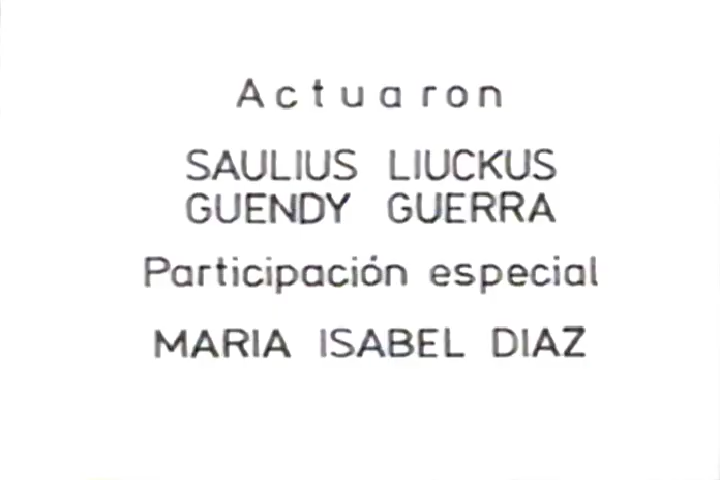 Actuaron
SAULIUS LIUCKUS
GUENDY GUERRA
Participación especial
MARIA ISABEL DIAZ